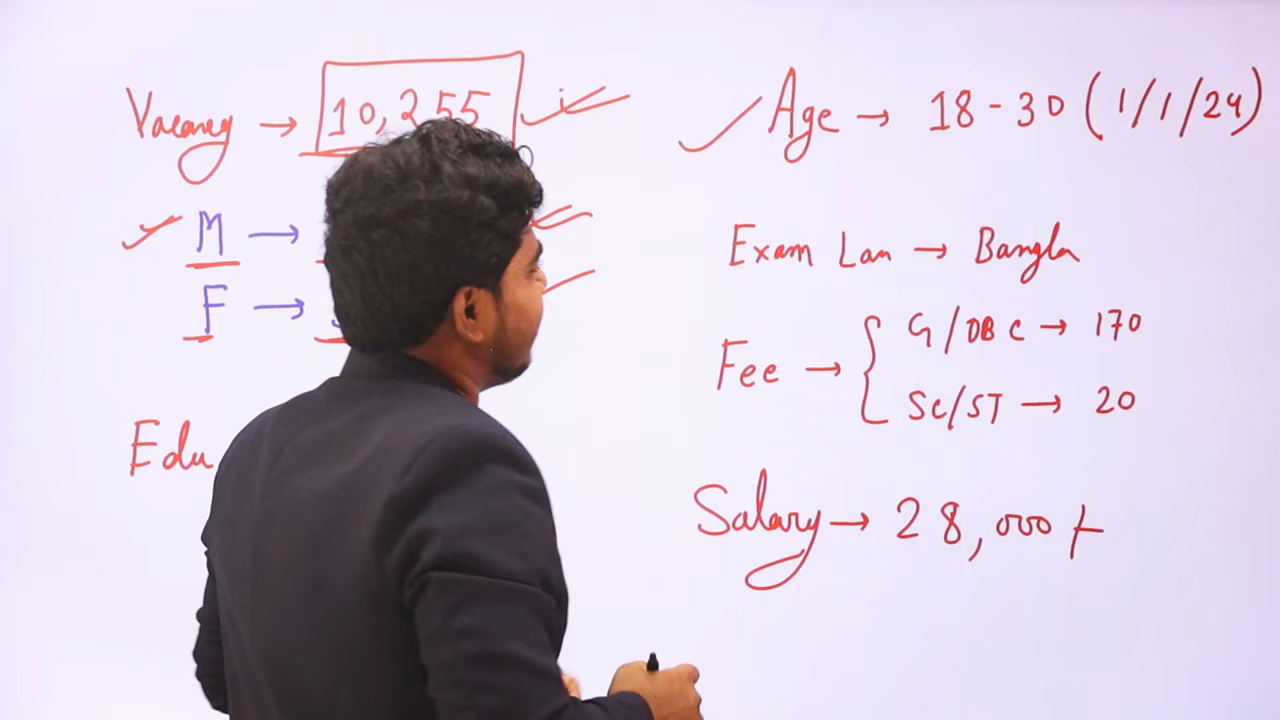 Vacancy → 10,255
M →
F →
Edu
Age → 18 - 30 (1/1/24)
Exam Lan → Bangla
Fee → { G/OBC → 170
SC/ST → 20
Salary → 28,000 +